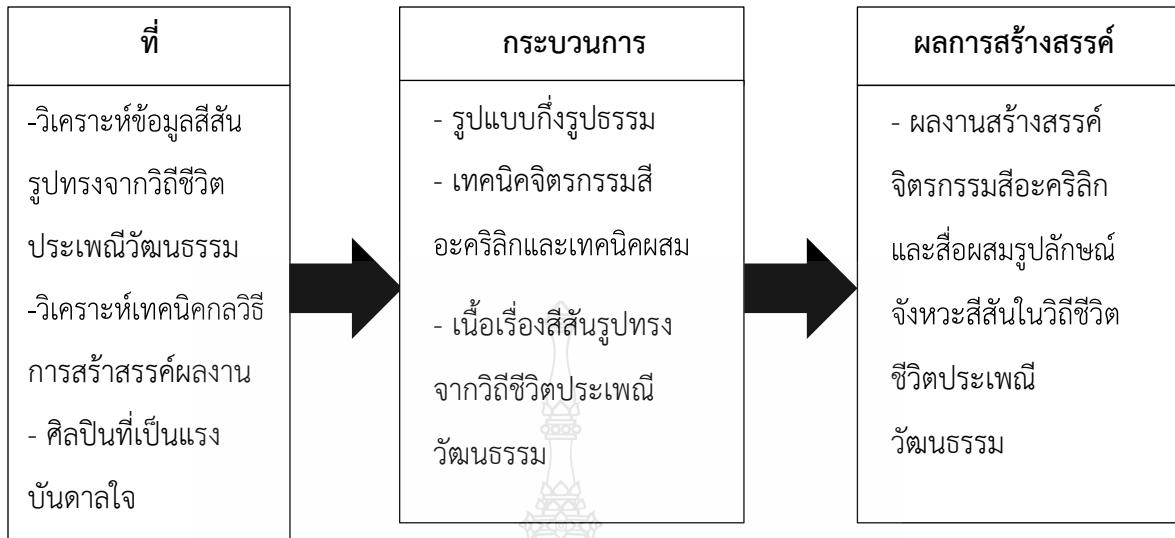 ที่
-วิเคราะห์ข้อมูลสีสัน
รูปทรงจากวิถีชีวิต
ประเพณีวัฒนธรรม
-วิเคราะห์เทคนิคกลวิธี
การสร้าสรรค์ผลงาน
- ศิลปินที่เป็นแรง
บันดาลใจ
กระบวนการ
- รูปแบบกึ่งรูปธรรม
- เทคนิคจิตรกรรมสี
อะคริลิกและเทคนิคผสม
- เนื้อเรื่องสีสันรูปทรง
จากวิถีชีวิตประเพณี
วัฒนธรรม
ผลการสร้างสรรค์
- ผลงานสร้างสรรค์
จิตรกรรมสีอะคริลิก
และสื่อผสมรูปลักษณ์
จังหวะสีสันในวิถีชีวิต
ชีวิตประเพณี
วัฒนธรรม